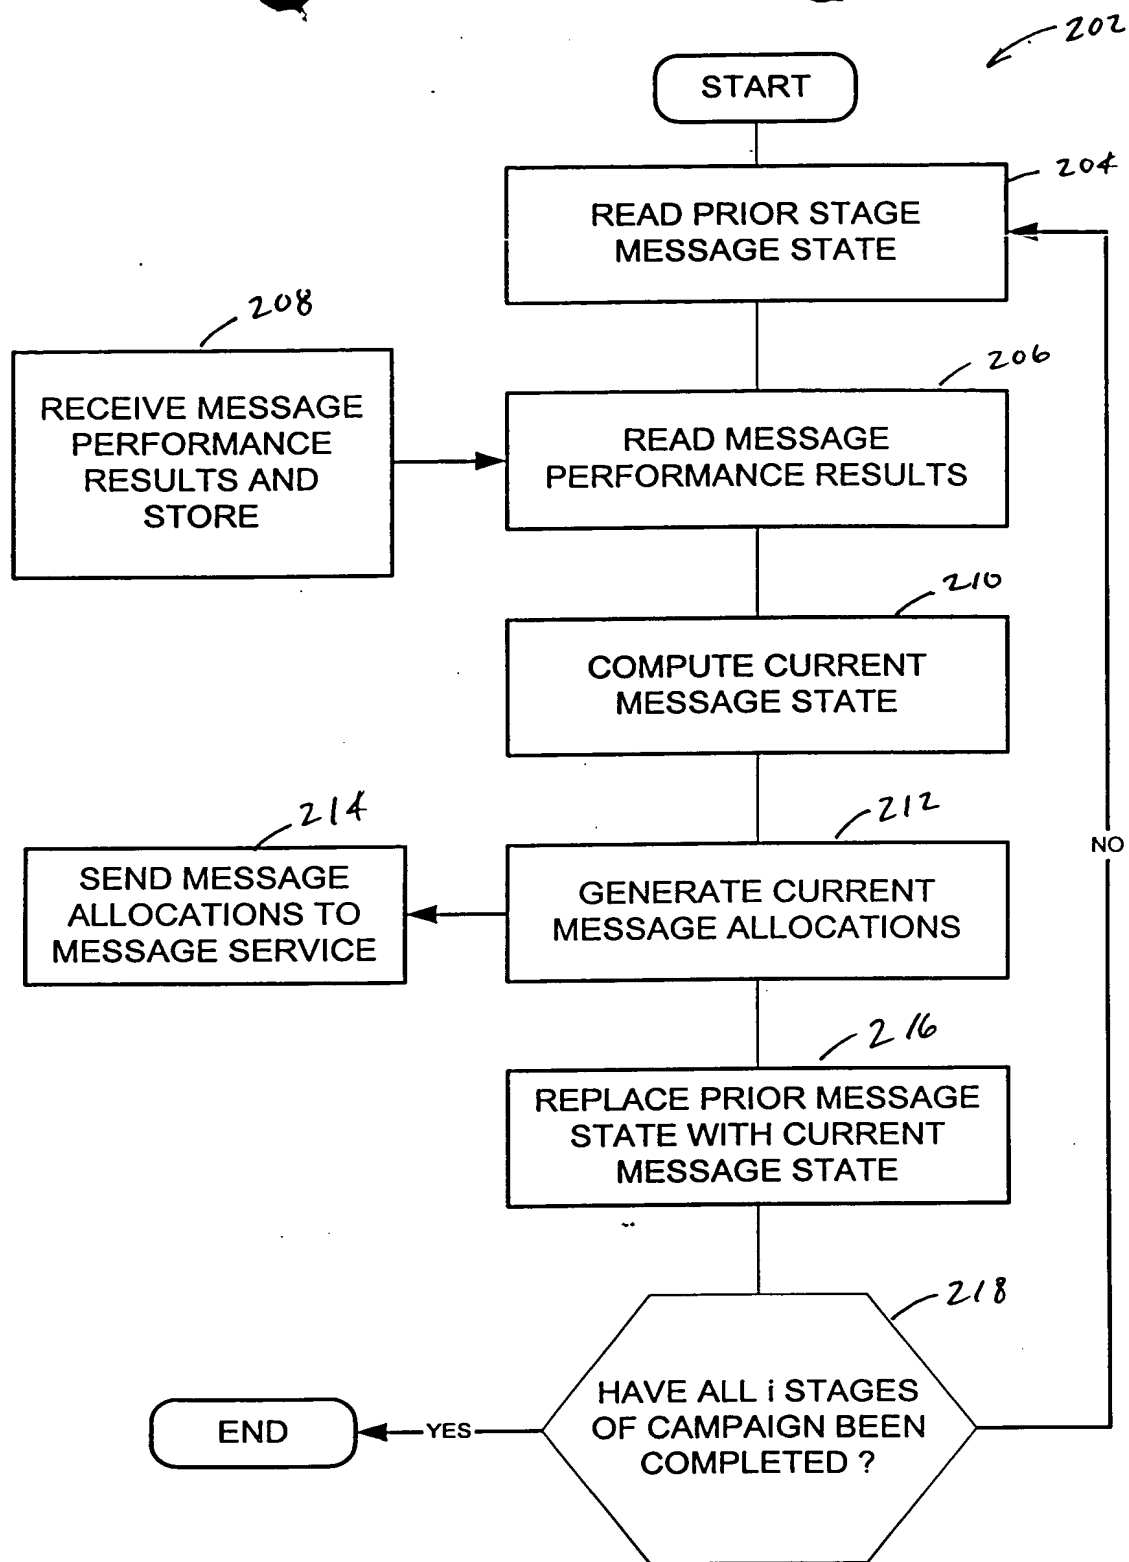 202
START
204
READ PRIOR STAGE
MESSAGE STATE
208
RECEIVE MESSAGE
PERFORMANCE
RESULTS AND
STORE
206
READ MESSAGE
PERFORMANCE RESULTS
210
COMPUTE CURRENT
MESSAGE STATE
214
SEND MESSAGE
ALLOCATIONS TO
MESSAGE SERVICE
212
GENERATE CURRENT
MESSAGE ALLOCATIONS
NO
216
REPLACE PRIOR MESSAGE
STATE WITH CURRENT
MESSAGE STATE
218
HAVE ALL i STAGES
OF CAMPAIGN BEEN
COMPLETED ?
YES
END